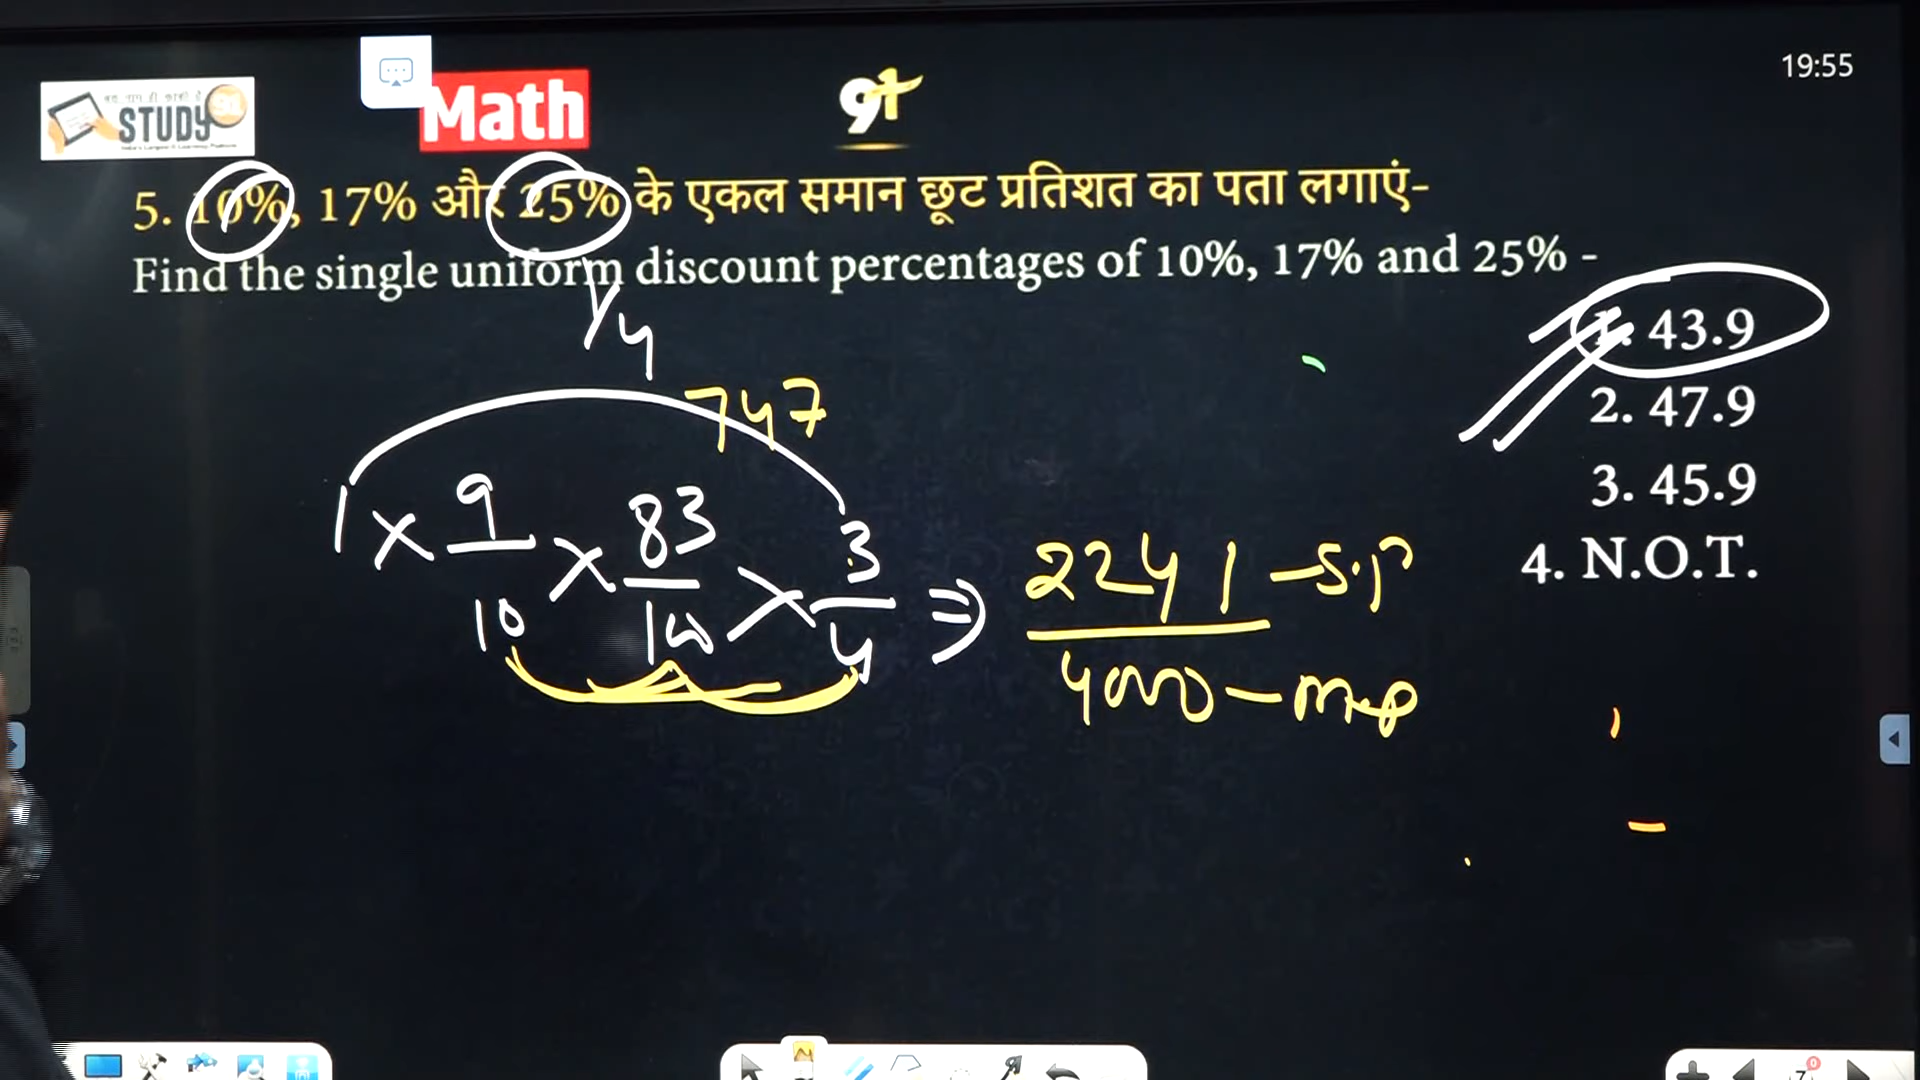 19:55
STUDY
Math
9+
5. 10%, 17% और 25% के एकल समान छूट प्रतिशत का पता लगाएं-
Find the single uniform discount percentages of 10%, 17% and 25% -
1/4
1. 43.9
2. 47.9
3. 45.9
4. N.O.T.
747
1 × 9/10 × 83/100 × 3/4 ⇒ 2241/4000
- S.P
- M.P